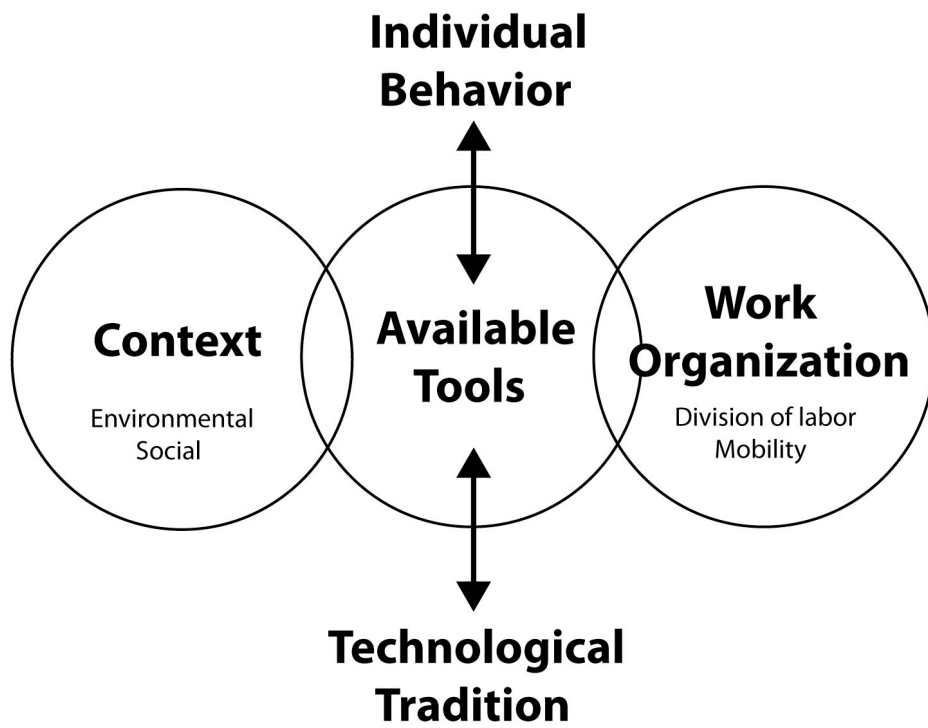 Individual
Behavior
Context
Environmental
Social
Available
Tools
Work
Organization
Division of labor
Mobility
Technological
Tradition